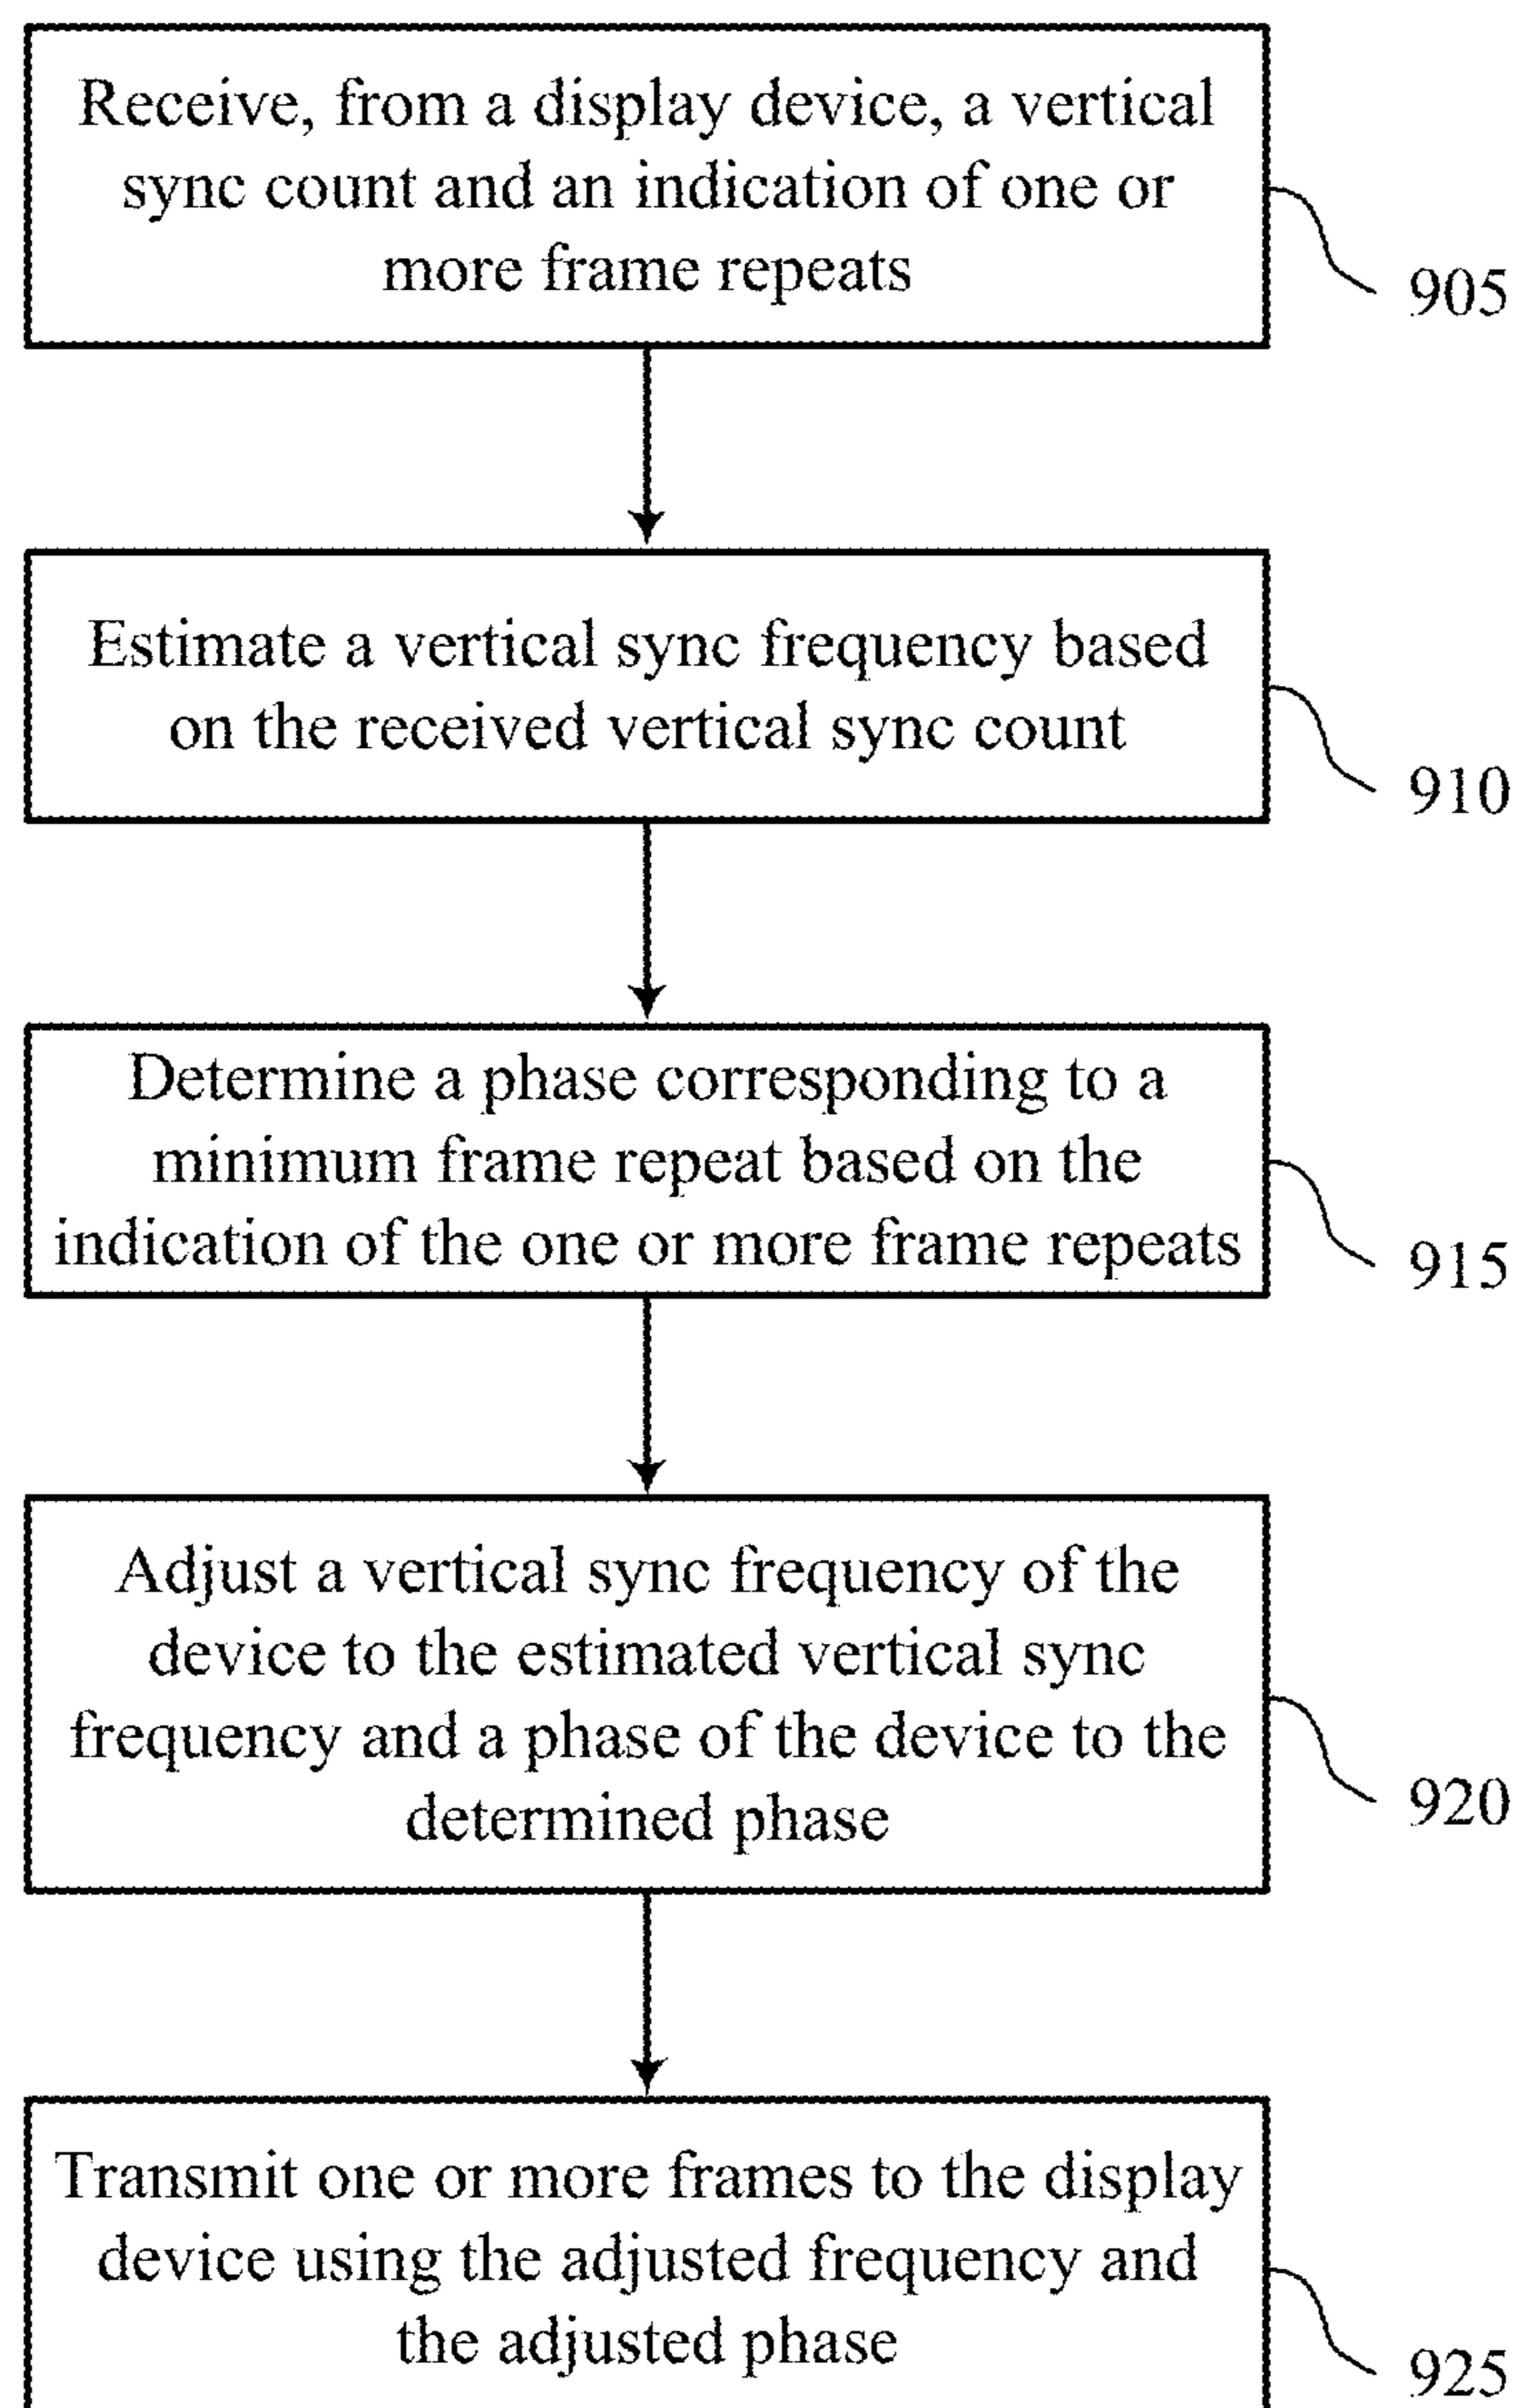 Receive, from a display device, a vertical
sync count and an indication of one or
more frame repeats
905
Estimate a vertical sync frequency based
on the received vertical sync count
910
Determine a phase corresponding to a
minimum frame repeat based on the
indication of the one or more frame repeats
915
Adjust a vertical sync frequency of the
device to the estimated vertical sync
frequency and a phase of the device to the
determined phase
920
Transmit one or more frames to the display
device using the adjusted frequency and
the adjusted phase
925